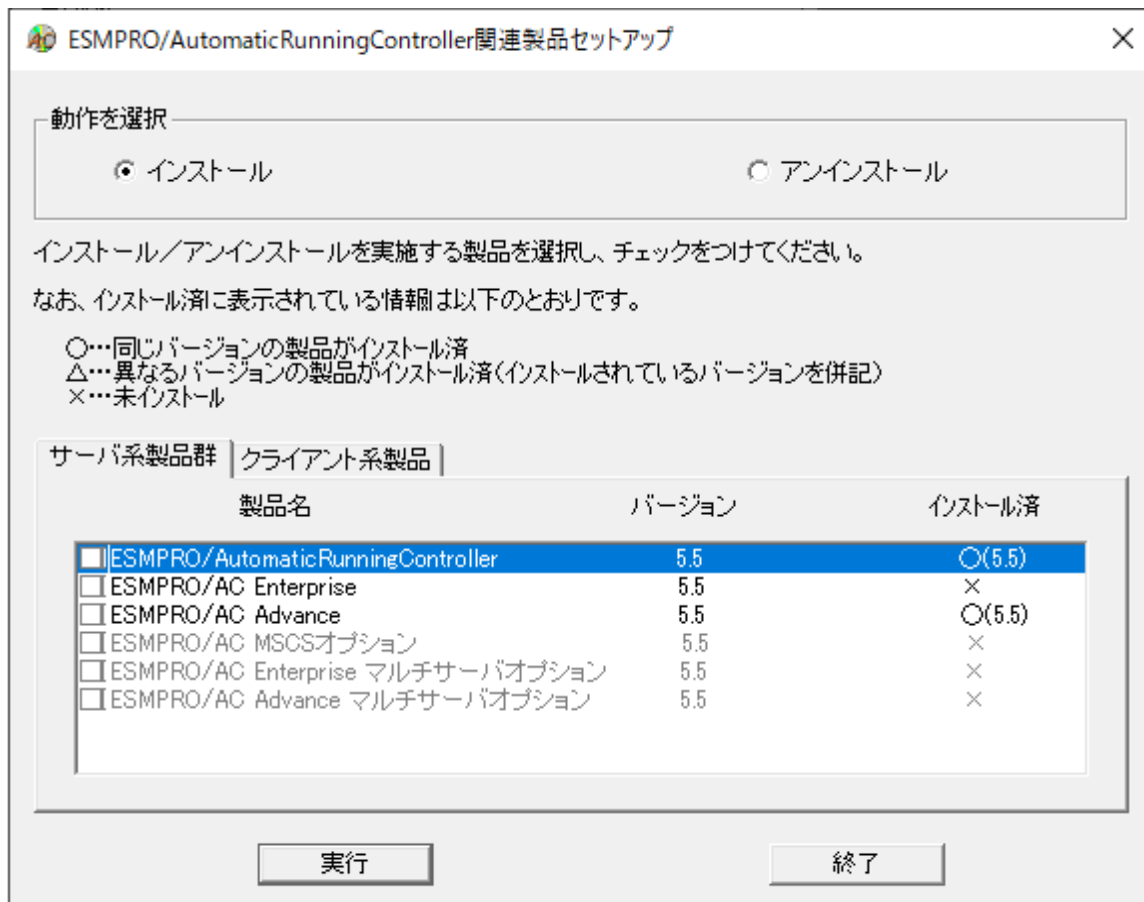 ESMPRO/AutomaticRunningController関連製品セットアップ
動作を選択
インストール アンインストール
インストール／アンインストールを実施する製品を選択し、チェックをつけてください。
なお、インストール済に表示されている情報は以下のとおりです。
○…同じバージョンの製品がインストール済
△…異なるバージョンの製品がインストール済(インストールされているバージョンを併記)
×…未インストール
サーバ系製品群 クライアント系製品
製品名 バージョン インストール済
ESMPRO/AutomaticRunningController 5.5 ○(5.5)
ESMPRO/AC Enterprise 5.5 ×
ESMPRO/AC Advance 5.5 ○(5.5)
ESMPRO/AC MSCSオプション 5.5 ×
ESMPRO/AC Enterprise マルチサーバオプション 5.5 ×
ESMPRO/AC Advance マルチサーバオプション 5.5 ×
実行 終了